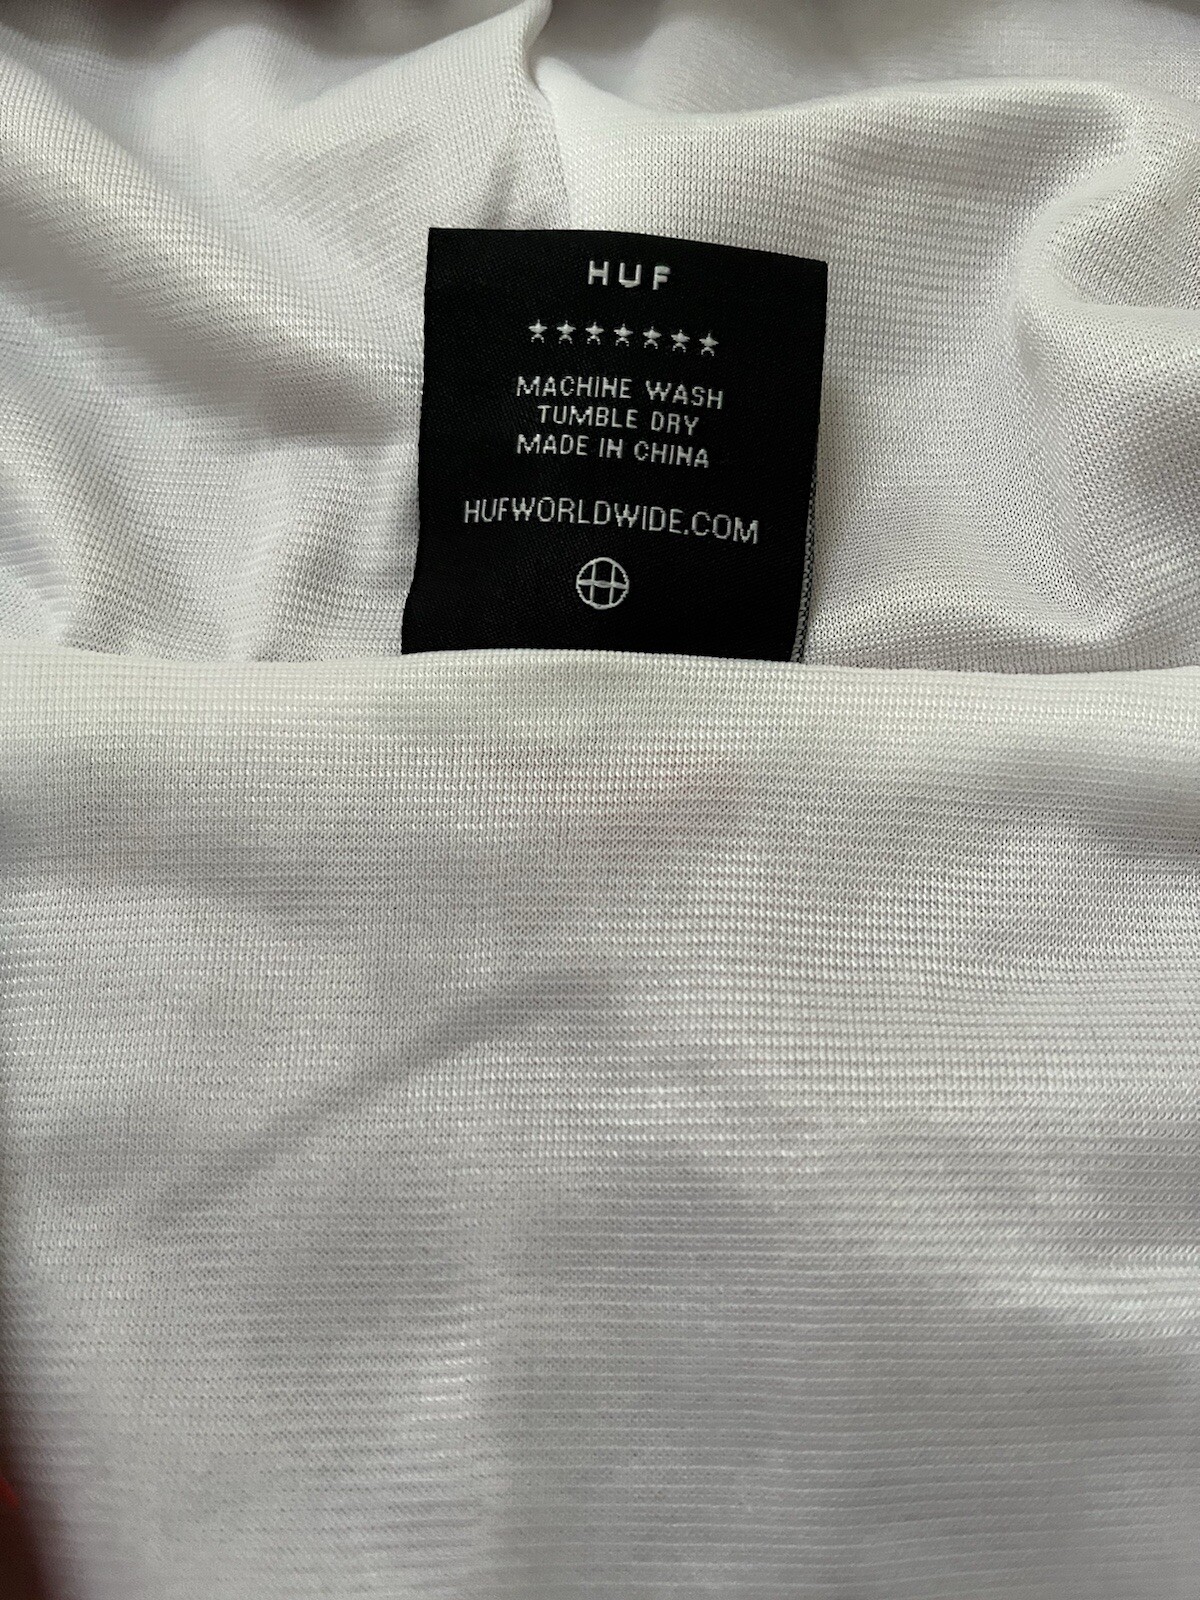 HUF
★★★★★★★
MACHINE WASH
TUMBLE DRY
MADE IN CHINA
HUFWORLDWIDE.COM
H